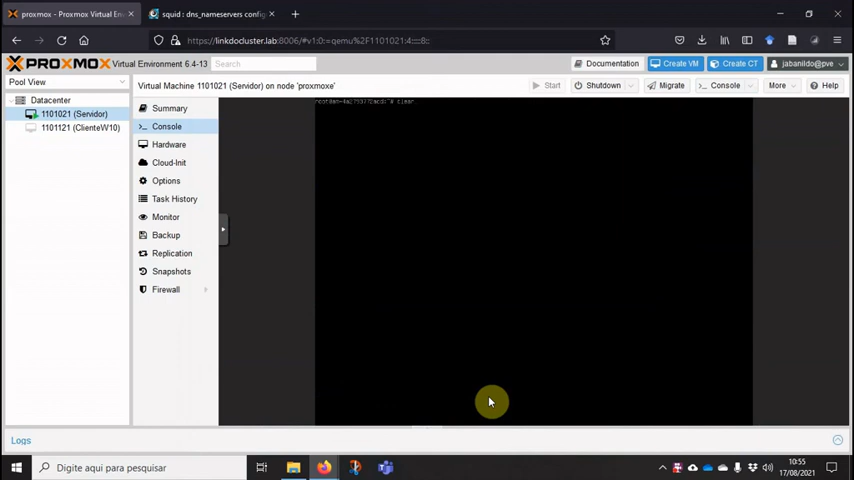 proxmox - Proxmox Virtual Envir
squid : dns_nameservers config
https://linkdocluster.lab:8006/#v1:0:=qemu%2F1101021:4:::::8::
PROXMOX Virtual Environment 6.4-13
Search
Documentation
Create VM
Create CT
jabanildo@pve
Pool View
Virtual Machine 1101021 (Servidor) on node 'proxmoxe'
Start
Shutdown
Migrate
Console
More
Help
Datacenter
1101021 (Servidor)
1101121 (ClienteW10)
Summary
Console
Hardware
Cloud-Init
Options
Task History
Monitor
Backup
Replication
Snapshots
Firewall
Logs
Digite aqui para pesquisar
10:55
17/08/2021